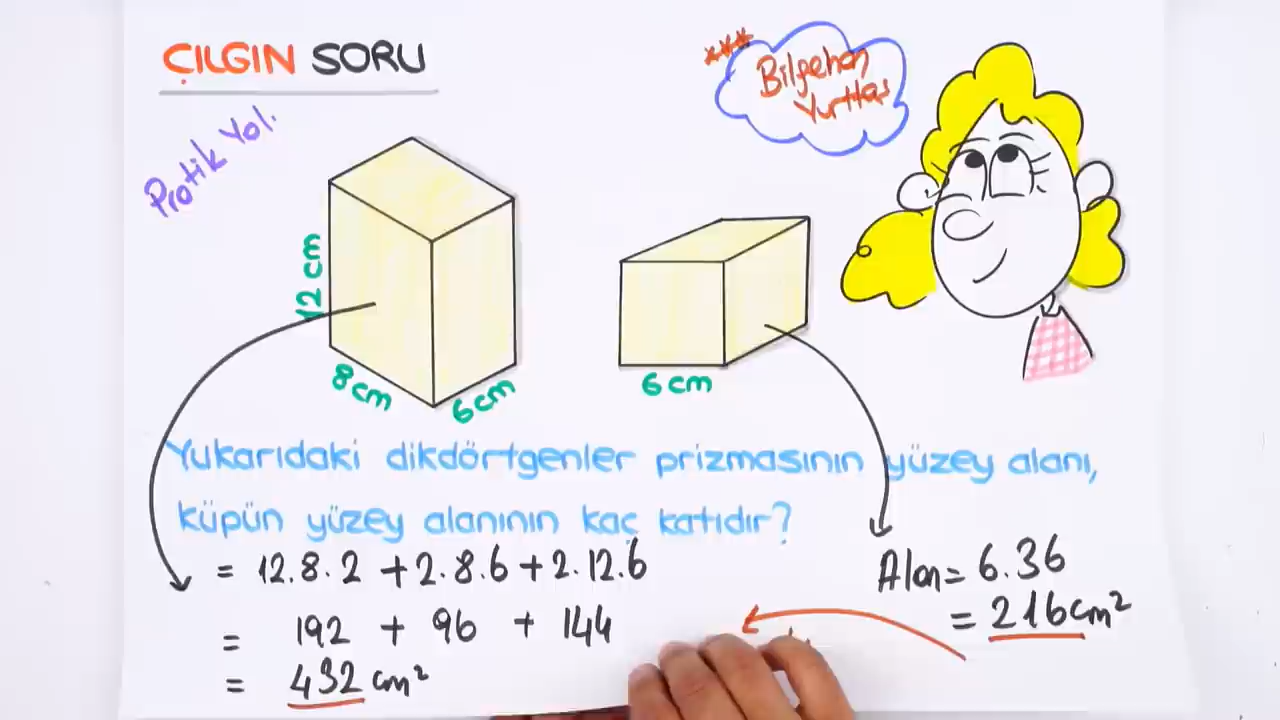 ÇILGIN SORU
Pratik Yol.
***
Bilgehan
Yurttaş
12 cm
8 cm
6 cm
6 cm
Yukarıdaki dikdörtgenler prizmasının yüzey alanı,
küpün yüzey alanının kaç katıdır?
= 12.8.2 + 2.8.6 + 2.12.6
= 192 + 96 + 144
= 432 cm²
Alan = 6.36
= 216 cm²